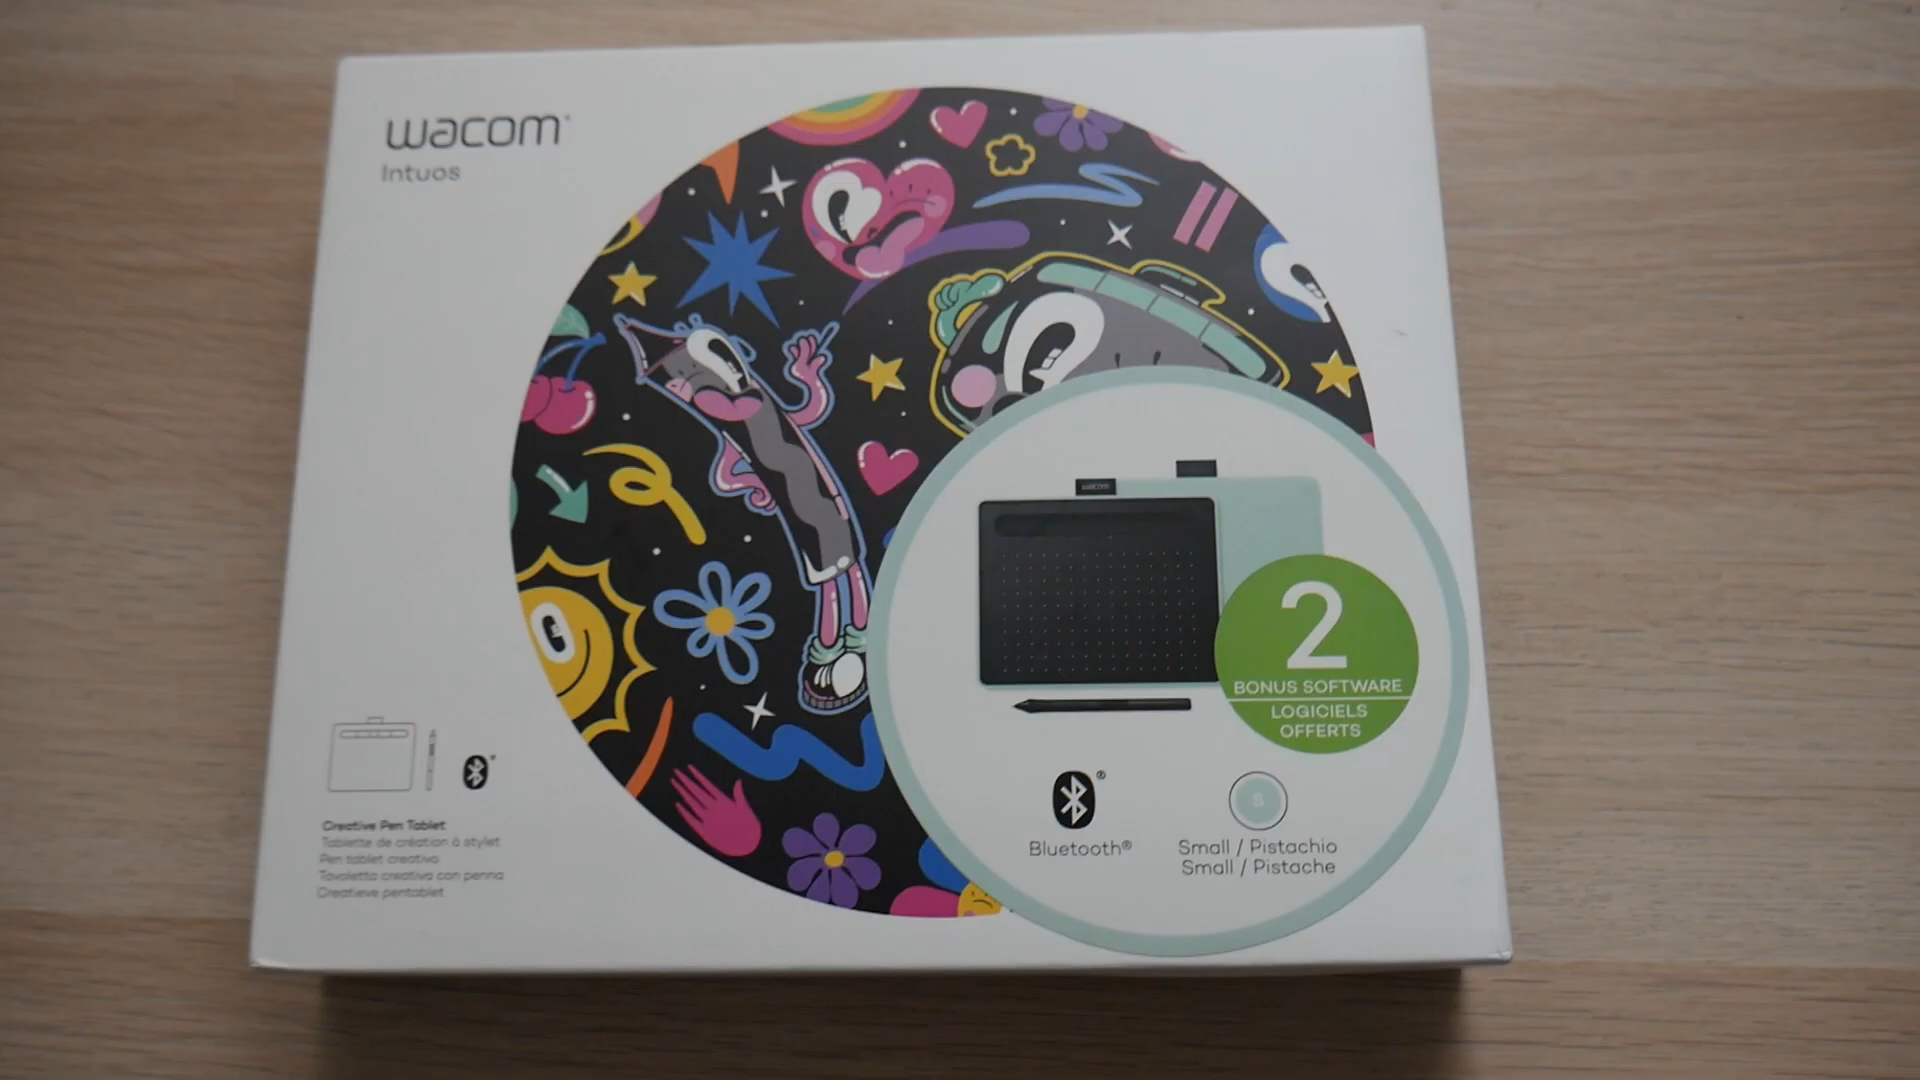 wacom
Intuos
wacom
2
BONUS SOFTWARE
LOGICIELS
OFFERTS
S
Bluetooth®
Small / Pistachio
Small / Pistache
Creative Pen Tablet
Tablette de création à stylet
Pen tablet creativo
Tavoletta creativa con penna
Creatieve pentablet